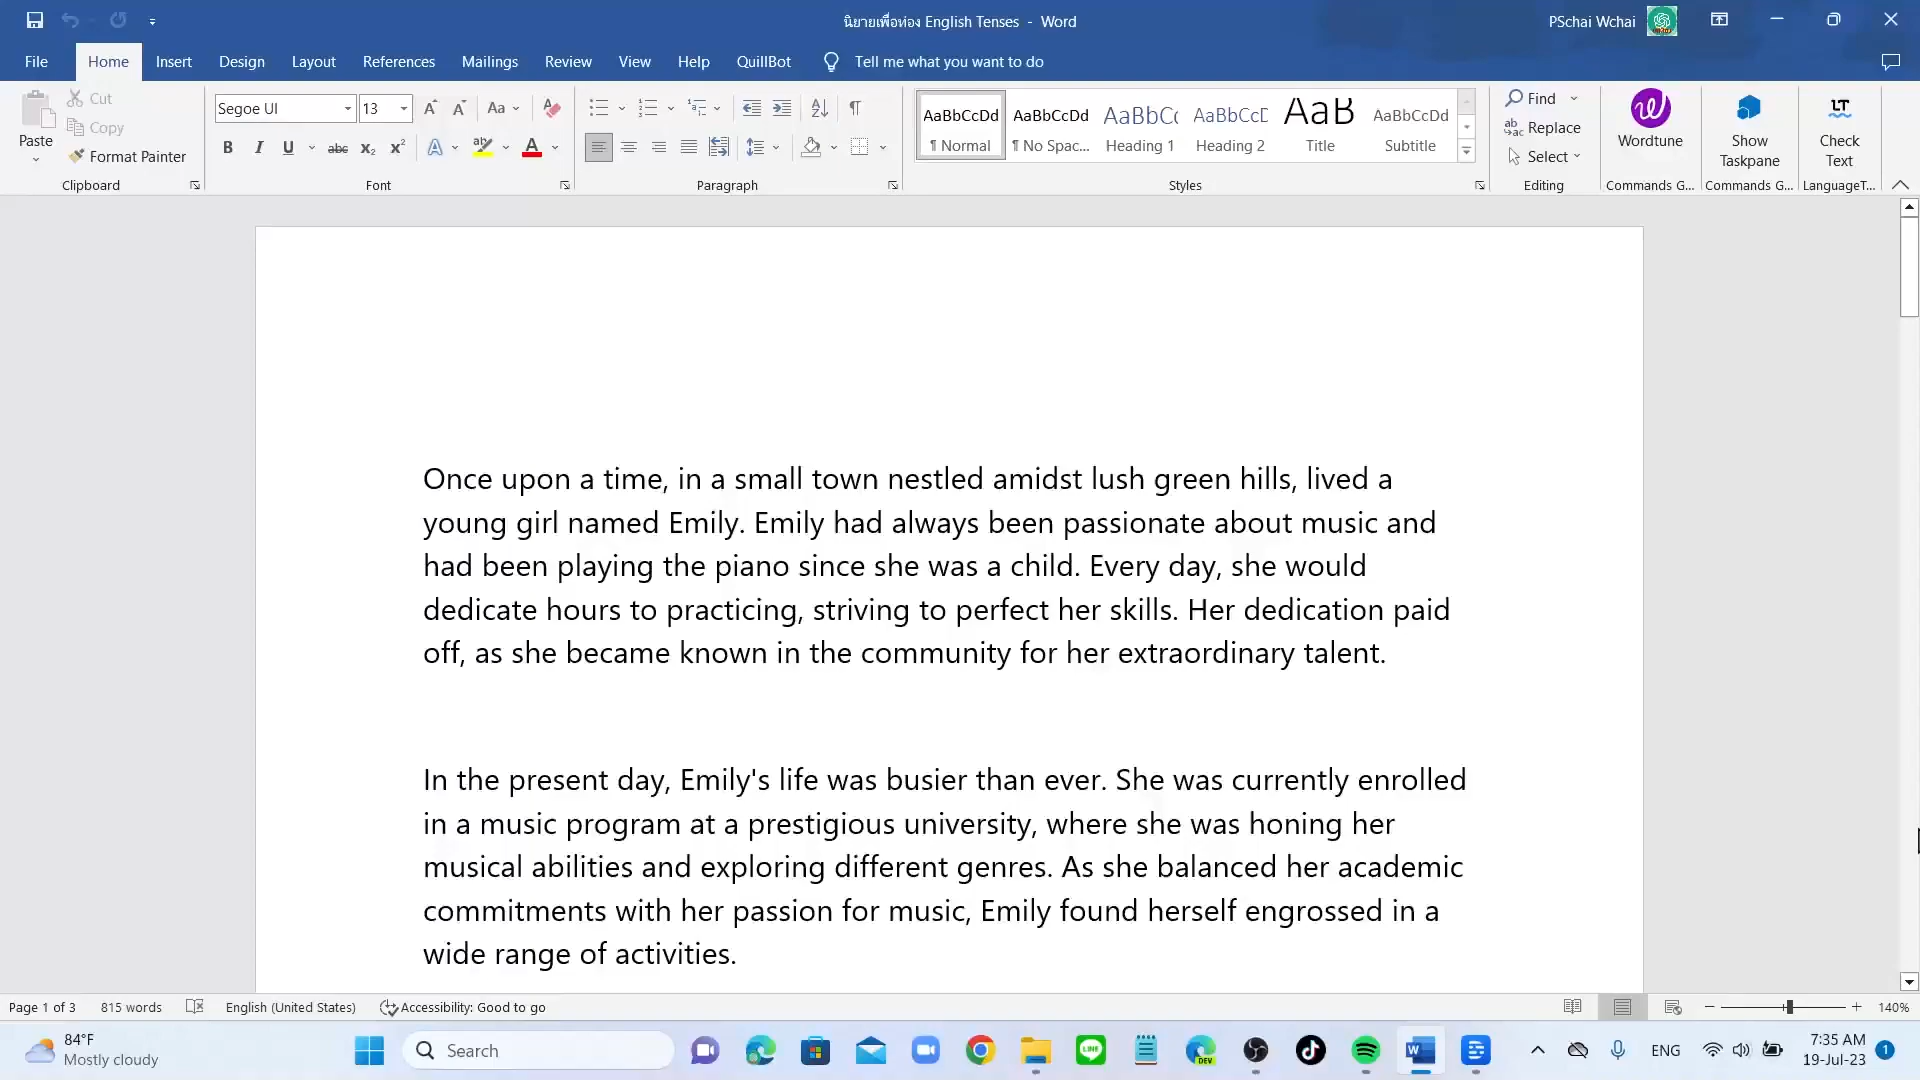 นิยายเพื่อท่อง English Tenses - Word
PSchai Wchai
File Home Insert Design Layout References Mailings Review View Help QuillBot Tell me what you want to do
Paste
Cut
Copy
Format Painter
Clipboard
Segoe UI 13
Aa
B I U abc x₂ x² A A
Font
Paragraph
AaBbCcDd AaBbCcDd AaBbCc AaBbCcD AaB AaBbCcDd
¶ Normal ¶ No Spac... Heading 1 Heading 2 Title Subtitle
Styles
Find
Replace
Select
Editing
Wordtune
Commands G...
Show
Taskpane
Commands G...
Check
Text
LanguageT...
Once upon a time, in a small town nestled amidst lush green hills, lived a
young girl named Emily. Emily had always been passionate about music and
had been playing the piano since she was a child. Every day, she would
dedicate hours to practicing, striving to perfect her skills. Her dedication paid
off, as she became known in the community for her extraordinary talent.
In the present day, Emily's life was busier than ever. She was currently enrolled
in a music program at a prestigious university, where she was honing her
musical abilities and exploring different genres. As she balanced her academic
commitments with her passion for music, Emily found herself engrossed in a
wide range of activities.
Page 1 of 3 815 words English (United States) Accessibility: Good to go 140%
84°F
Mostly cloudy
Search
LINE
DEV
ENG
7:35 AM
19-Jul-23
1